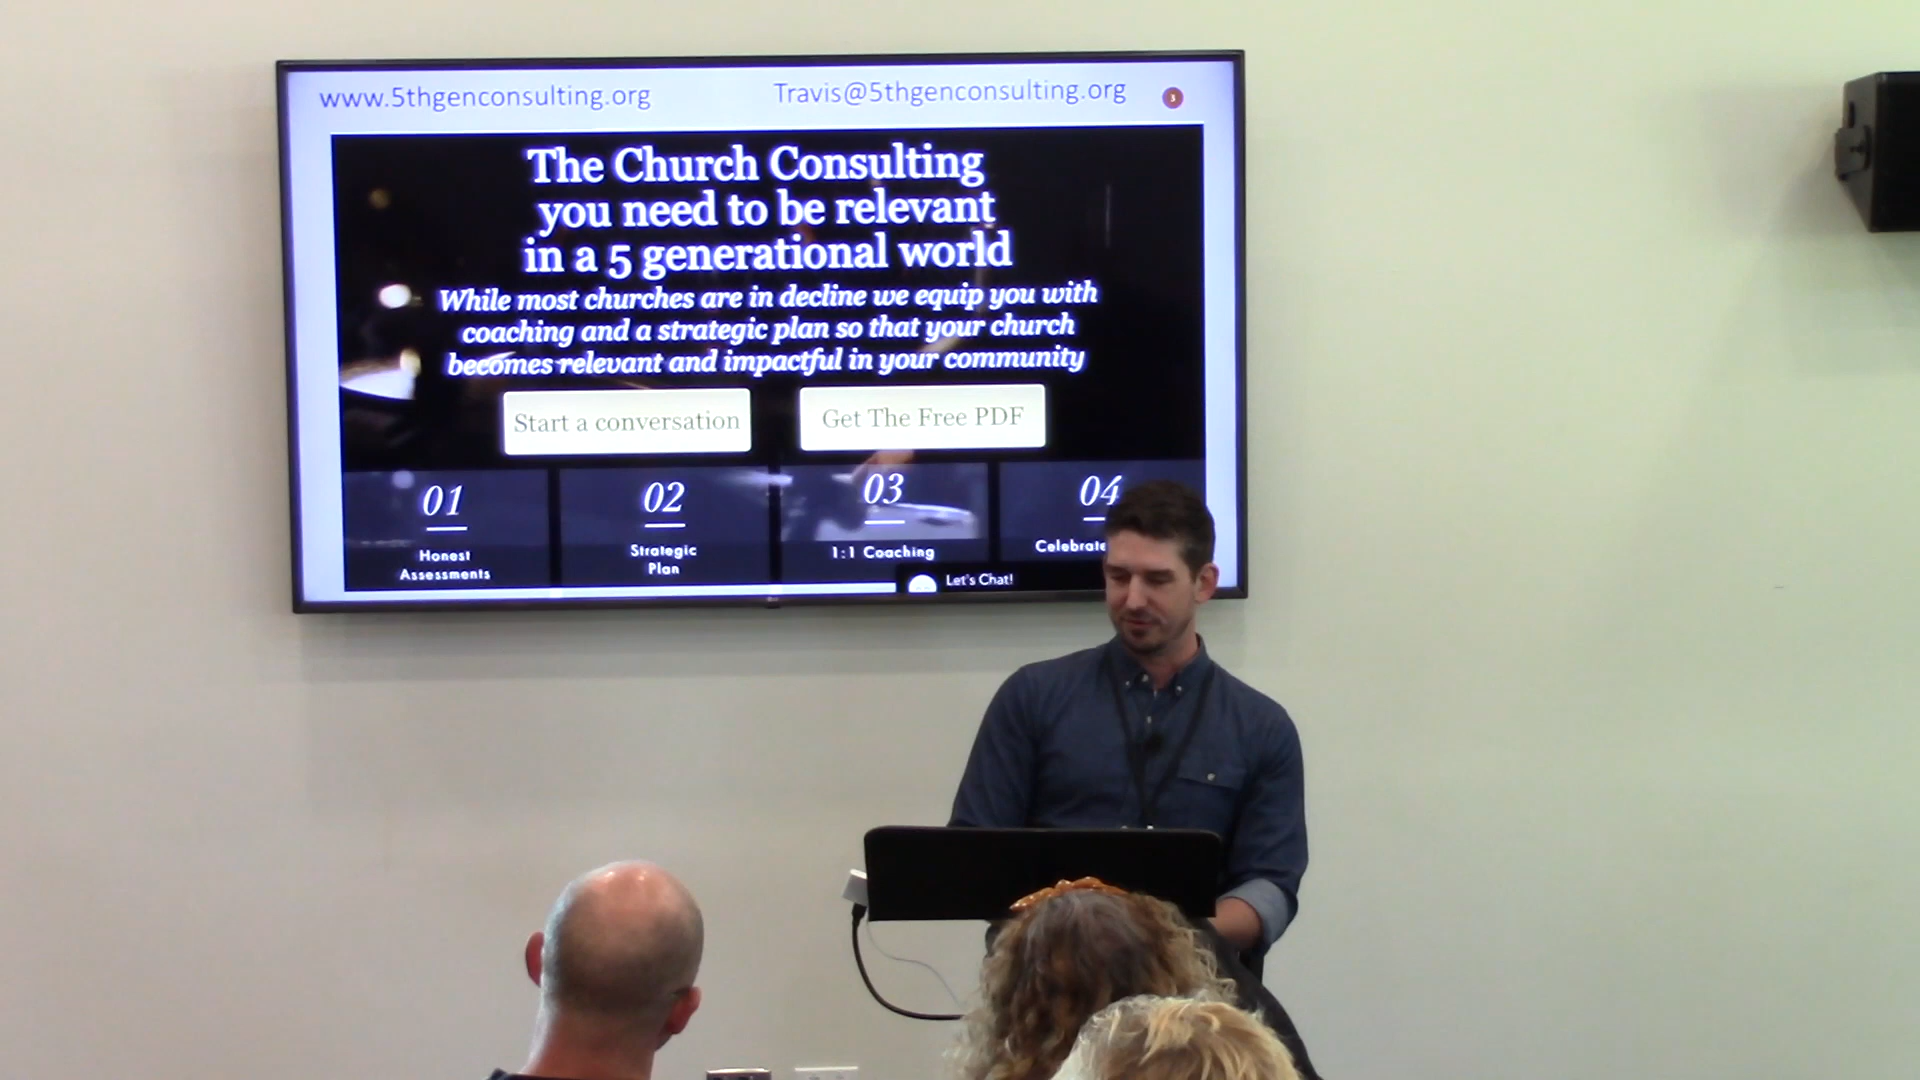 www.5thgenconsulting.org
Travis@5thgenconsulting.org
3
The Church Consulting
you need to be relevant
in a 5 generational world
While most churches are in decline we equip you with
coaching and a strategic plan so that your church
becomes relevant and impactful in your community
Start a conversation
Get The Free PDF
01
02
03
04
Honest
Assessments
Strategic
Plan
1:1 Coaching
Celebrate
Let's Chat!